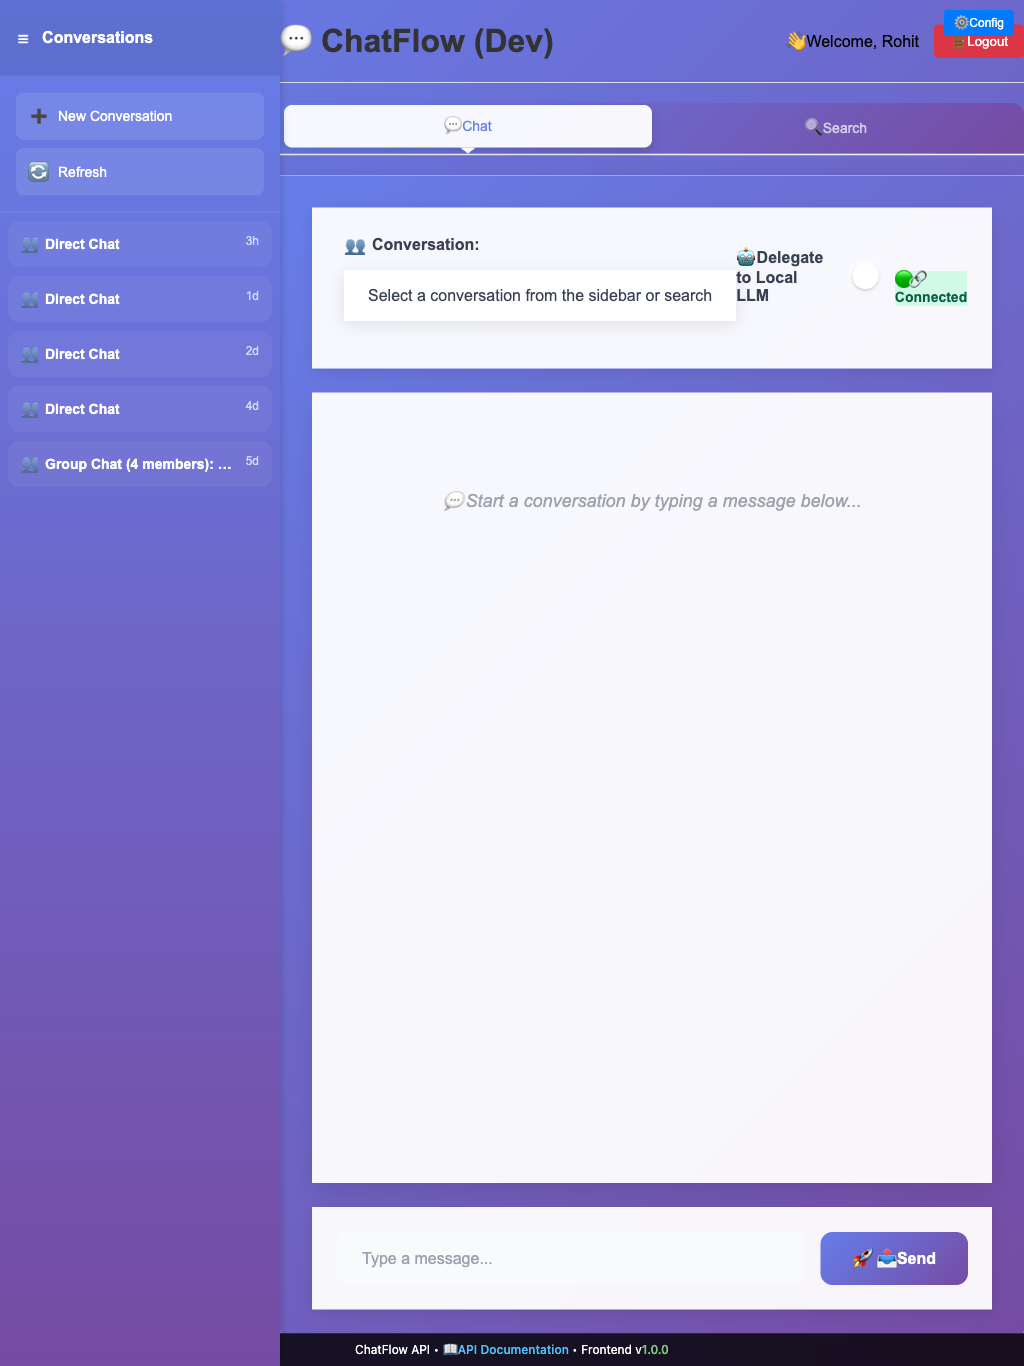 ≡ Conversations
➕ New Conversation
🔄 Refresh
👥 Direct Chat 3h
👥 Direct Chat 1d
👥 Direct Chat 2d
👥 Direct Chat 4d
👥 Group Chat (4 members): ... 5d
💬 ChatFlow (Dev)
👋Welcome, Rohit
⚙️Config
🚪Logout
💬Chat
🔍Search
👥 Conversation:
Select a conversation from the sidebar or search
🤖Delegate
to Local
LLM
🟢🔗
Connected
💬Start a conversation by typing a message below...
Type a message...
🚀 📤Send
ChatFlow API • 📖API Documentation • Frontend v1.0.0